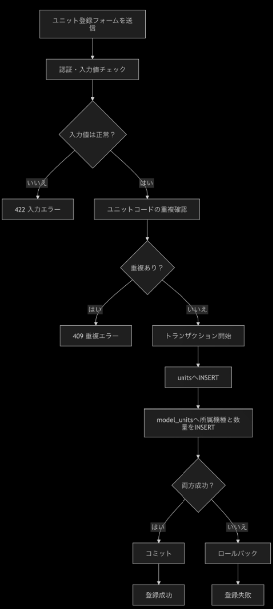 ユニット登録フォームを送
信
認証・入力値チェック
入力値は正常？
いいえ
はい
422 入力エラー
ユニットコードの重複確認
重複あり？
はい
いいえ
409 重複エラー
トランザクション開始
unitsへINSERT
model_unitsへ所属機種と数
量をINSERT
両方成功？
はい
いいえ
コミット
ロールバック
登録成功
登録失敗